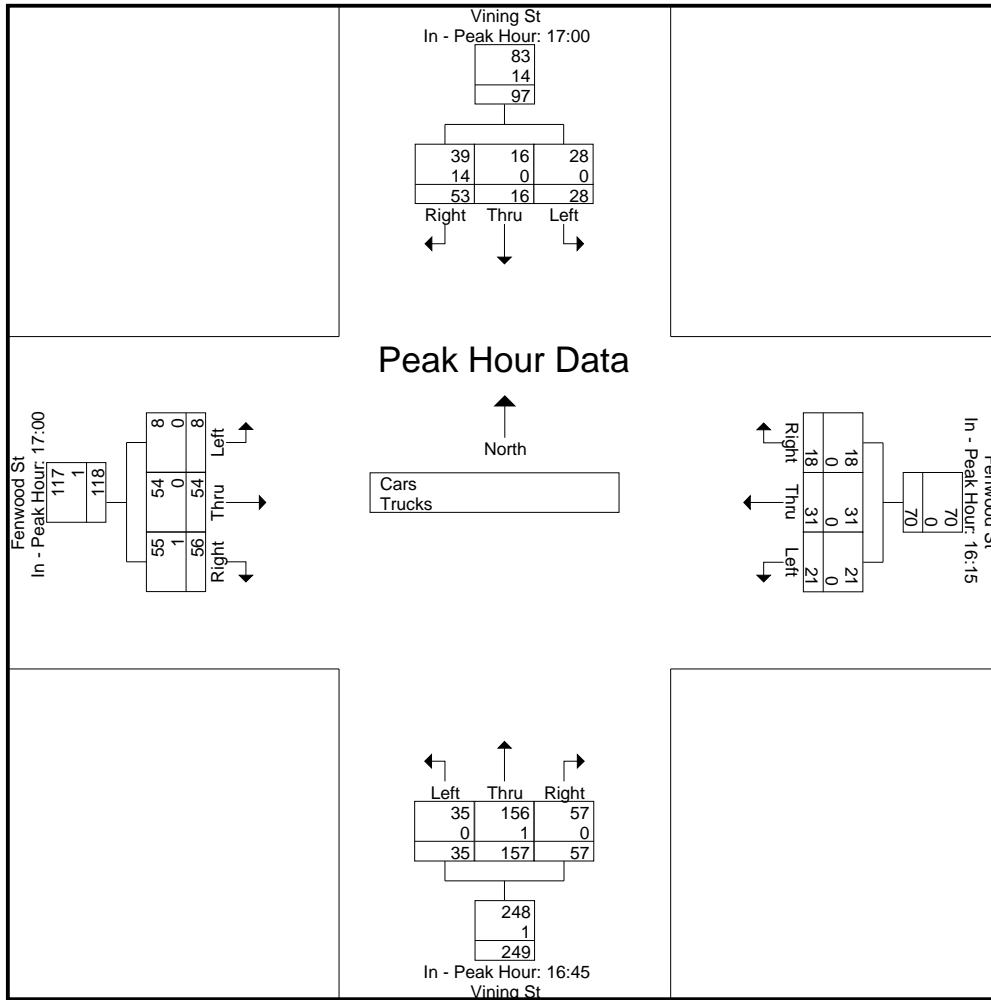 Vining St
In - Peak Hour: 17:00
83
14
97
39 16 28
14 0 0
53 16 28
Right Thru Left
Peak Hour Data
North
Cars
Trucks
Fenwood St
In - Peak Hour: 17:00
117
1
118
8 0 8
Left
54 0 54
Thru
55 1 56
Right
Right
18 0 18
Thru
31 0 31
Left
21 0 21
70
0
70
Fenwood St
In - Peak Hour: 16:15
Left Thru Right
35 156 57
0 1 0
35 157 57
248
1
249
In - Peak Hour: 16:45
Vining St